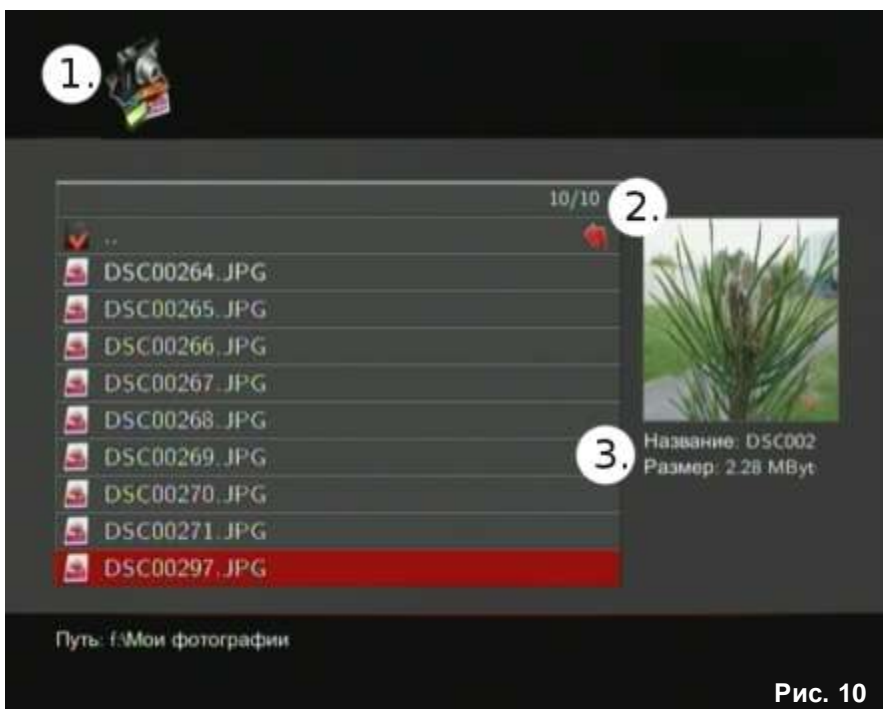 1.
10/10
2.
..
DSC00264.JPG
DSC00265.JPG
DSC00266.JPG
DSC00267.JPG
DSC00268.JPG
DSC00269.JPG
DSC00270.JPG
DSC00271.JPG
DSC00297.JPG
3.
Название: DSC002
Размер: 2.28 MByt
Путь: f:\Мои фотографии
Рис. 10